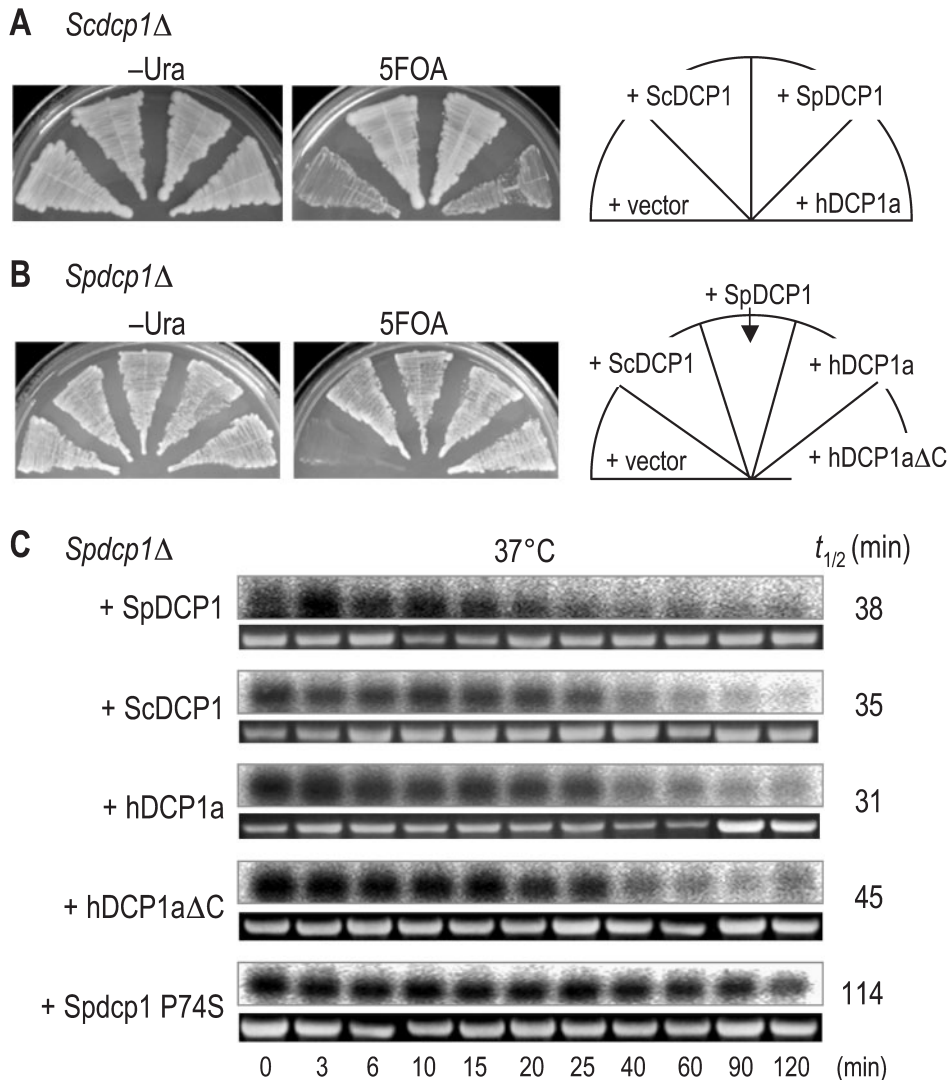 A Scdcp1Δ
–Ura 5FOA
+ ScDCP1 + SpDCP1
+ vector + hDCP1a
B Spdcp1Δ
–Ura 5FOA
+ SpDCP1
+ ScDCP1 + hDCP1a
+ vector + hDCP1aΔC
C Spdcp1Δ 37°C t1/2 (min)
+ SpDCP1 38
+ ScDCP1 35
+ hDCP1a 31
+ hDCP1aΔC 45
+ Spdcp1 P74S 114
0 3 6 10 15 20 25 40 60 90 120 (min)